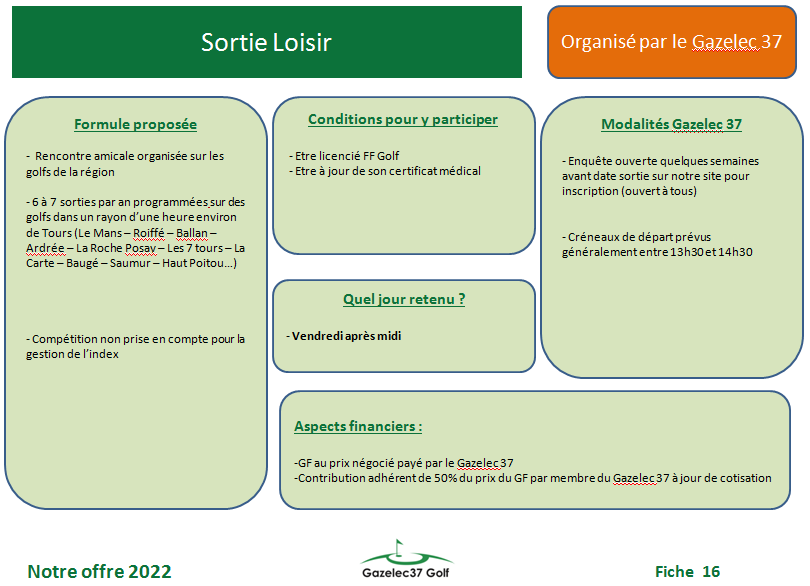 Sortie Loisir
Organisé par le Gazelec 37
Formule proposée
- Rencontre amicale organisée sur les
golfs de la région
- 6 à 7 sorties par an programmées sur des
golfs dans un rayon d'une heure environ
de Tours (Le Mans – Roiffé – Ballan –
Ardrée – La Roche Posay – Les 7 tours – La
Carte – Baugé – Saumur – Haut Poitou...)
- Compétition non prise en compte pour la
gestion de l'index
Conditions pour y participer
- Etre licencié FF Golf
- Etre à jour de son certificat médical
Quel jour retenu ?
- Vendredi après midi
Modalités Gazelec 37
- Enquête ouverte quelques semaines
avant date sortie sur notre site pour
inscription (ouvert à tous)
- Créneaux de départ prévus
généralement entre 13h30 et 14h30
Aspects financiers :
-GF au prix négocié payé par le Gazelec 37
-Contribution adhérent de 50% du prix du GF par membre du Gazelec 37 à jour de cotisation
Notre offre 2022
Gazelec37 Golf
Fiche 16